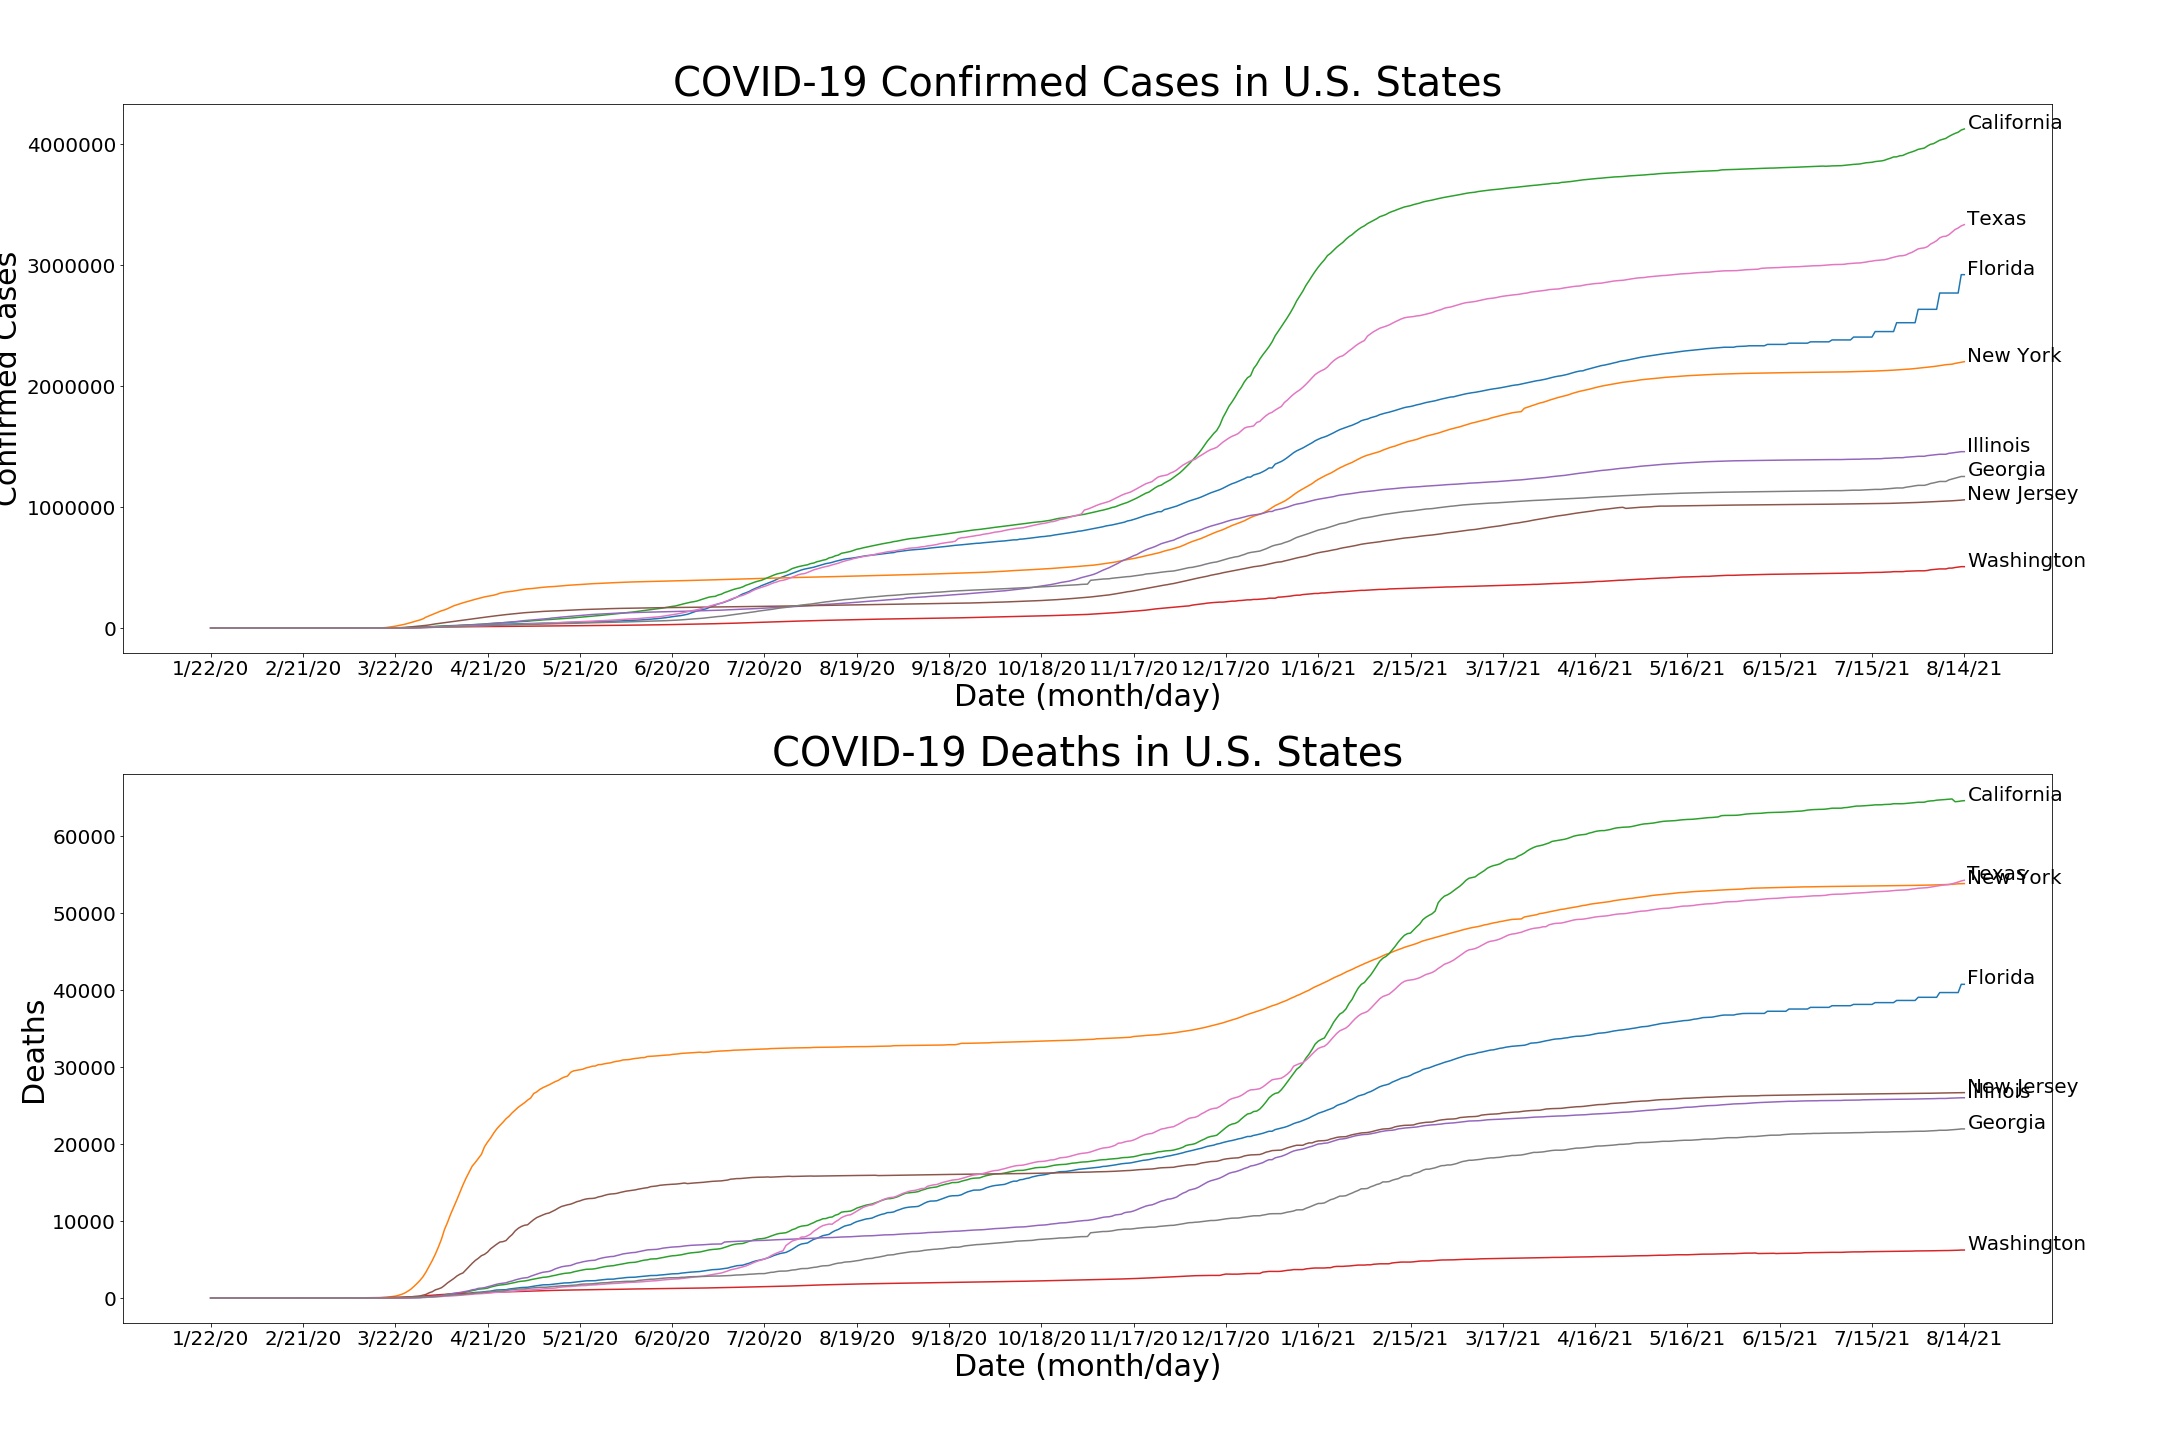 COVID-19 Confirmed Cases in U.S. States
Confirmed Cases
4000000
3000000
2000000
1000000
0
California
Texas
Florida
New York
Illinois
Georgia
New Jersey
Washington
1/22/20 2/21/20 3/22/20 4/21/20 5/21/20 6/20/20 7/20/20 8/19/20 9/18/20 10/18/20 11/17/20 12/17/20 1/16/21 2/15/21 3/17/21 4/16/21 5/16/21 6/15/21 7/15/21 8/14/21
Date (month/day)
COVID-19 Deaths in U.S. States
Deaths
60000
50000
40000
30000
20000
10000
0
California
Texas
New York
Florida
New Jersey
Illinois
Georgia
Washington
1/22/20 2/21/20 3/22/20 4/21/20 5/21/20 6/20/20 7/20/20 8/19/20 9/18/20 10/18/20 11/17/20 12/17/20 1/16/21 2/15/21 3/17/21 4/16/21 5/16/21 6/15/21 7/15/21 8/14/21
Date (month/day)